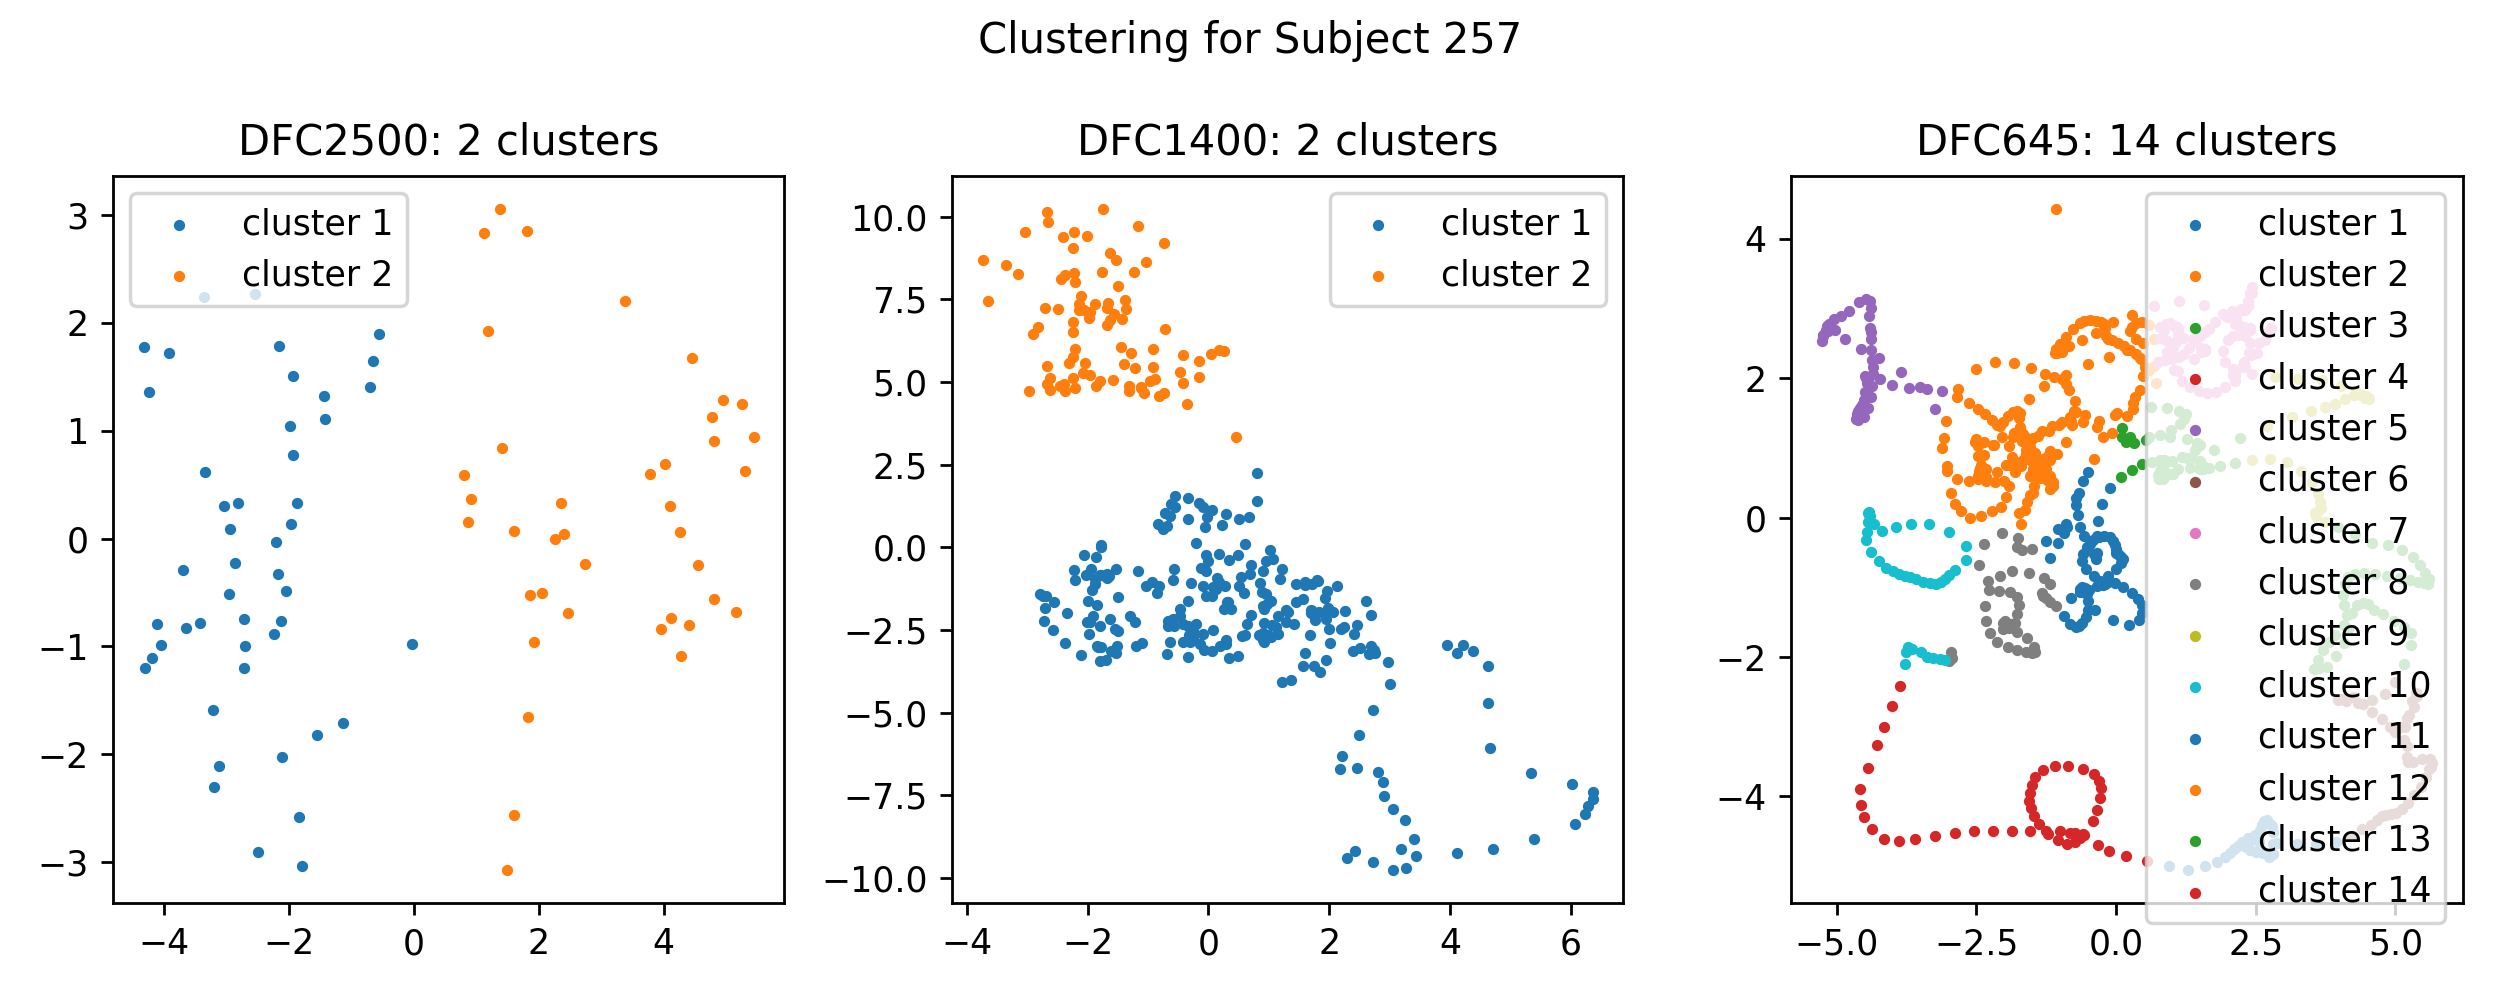 Clustering for Subject 257
DFC2500: 2 clusters
cluster 1
cluster 2
3
2
1
0
−1
−2
−3
−4
−2
0
2
4
DFC1400: 2 clusters
cluster 1
cluster 2
10.0
7.5
5.0
2.5
0.0
−2.5
−5.0
−7.5
−10.0
−4
−2
0
2
4
6
DFC645: 14 clusters
cluster 1
cluster 2
cluster 3
cluster 4
cluster 5
cluster 6
cluster 7
cluster 8
cluster 9
cluster 10
cluster 11
cluster 12
cluster 13
cluster 14
4
2
0
−2
−4
−5.0
−2.5
0.0
2.5
5.0